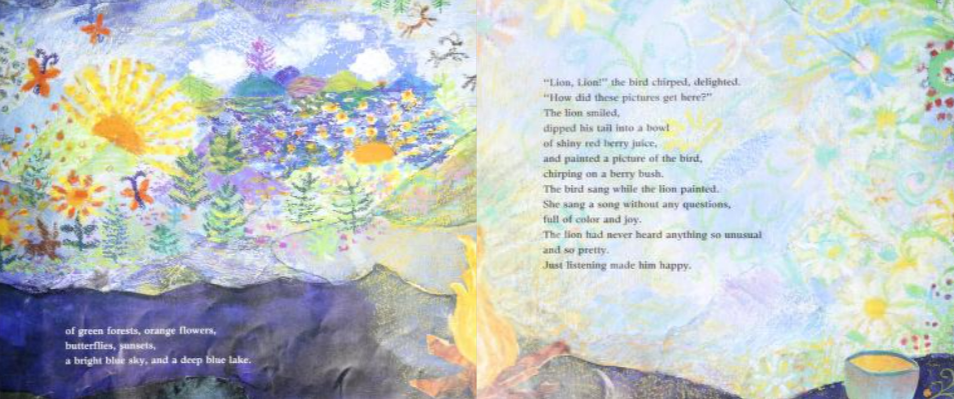 of green forests, orange flowers,
butterflies, sunsets,
a bright blue sky, and a deep blue lake.
"Lion, Lion!" the bird chirped, delighted.
"How did these pictures get here?"
The lion smiled,
dipped his tail into a bowl
of shiny red berry juice,
and painted a picture of the bird,
chirping on a berry bush.
The bird sang while the lion painted.
She sang a song without any questions,
full of color and joy.
The lion had never heard anything so unusual
and so pretty.
Just listening made him happy.